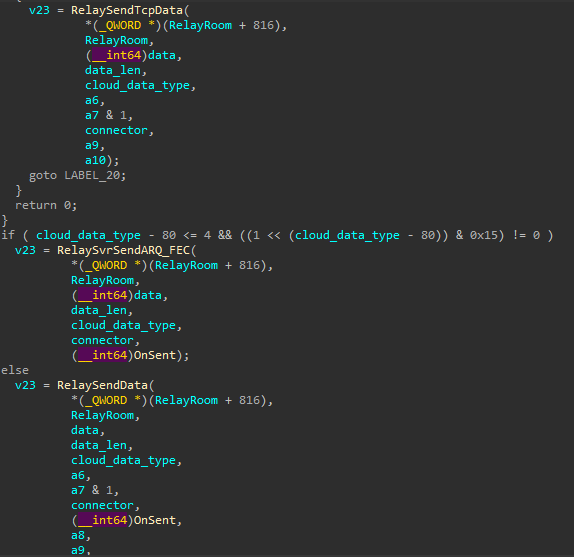 v23 = RelaySendTcpData(
*(_QWORD *)(RelayRoom + 816),
RelayRoom,
(__int64)data,
data_len,
cloud_data_type,
a6,
a7 & 1,
connector,
a9,
a10);
goto LABEL_20;
}
return 0;
}
if ( cloud_data_type - 80 <= 4 && ((1 << (cloud_data_type - 80)) & 0x15) != 0 )
v23 = RelaySvrSendARQ_FEC(
*(_QWORD *)(RelayRoom + 816),
RelayRoom,
(__int64)data,
data_len,
cloud_data_type,
connector,
(__int64)OnSent);
else
v23 = RelaySendData(
*(_QWORD *)(RelayRoom + 816),
RelayRoom,
data,
data_len,
cloud_data_type,
a6,
a7 & 1,
connector,
(__int64)OnSent,
a8,
a9,